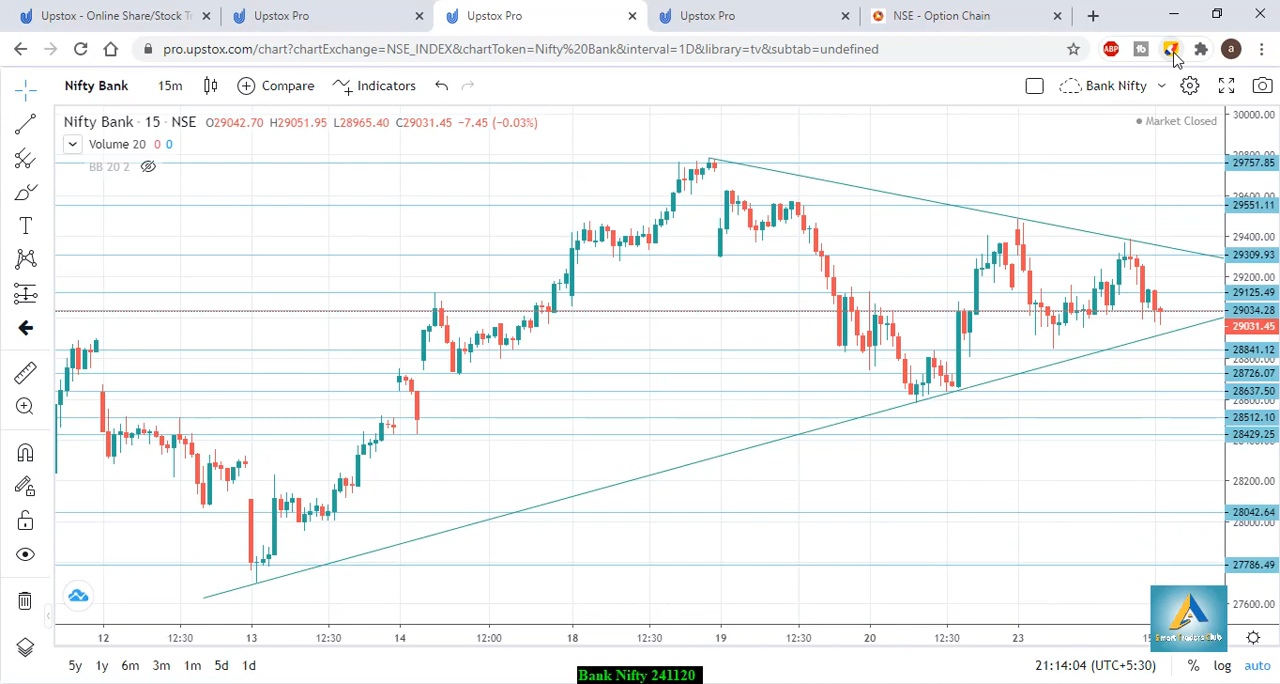 Upstox - Online Share/Stock Tr
Upstox Pro
Upstox Pro
Upstox Pro
NSE - Option Chain
pro.upstox.com/chart?chartExchange=NSE_INDEX&chartToken=Nifty%20Bank&interval=1D&library=tv&subtab=undefined
ABP
a
Nifty Bank 15m Compare Indicators Bank Nifty
Nifty Bank · 15 · NSE O29042.70 H29051.95 L28965.40 C29031.45 −7.45 (−0.03%)
Market Closed
Volume 20 0 0
BB 20 2
T
30000.00
29757.85
29551.11
29400.00
29309.93
29200.00
29125.49
29034.28
29031.45
28841.12
28726.07
28637.50
28512.10
28429.25
28200.00
28042.64
28000.00
27786.49
27600.00
12 12:30 13 12:30 14 12:00 18 12:30 19 12:30 20 12:30 23
Smart Traders Club
5y 1y 6m 3m 1m 5d 1d
21:14:04 (UTC+5:30) % log auto
Bank Nifty 241120